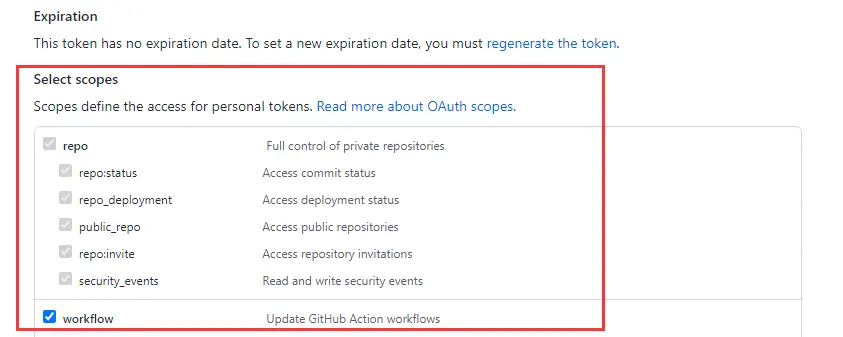 Expiration
This token has no expiration date. To set a new expiration date, you must regenerate the token.
Select scopes
Scopes define the access for personal tokens. Read more about OAuth scopes.
repo Full control of private repositories
repo:status Access commit status
repo_deployment Access deployment status
public_repo Access public repositories
repo:invite Access repository invitations
security_events Read and write security events
workflow Update GitHub Action workflows